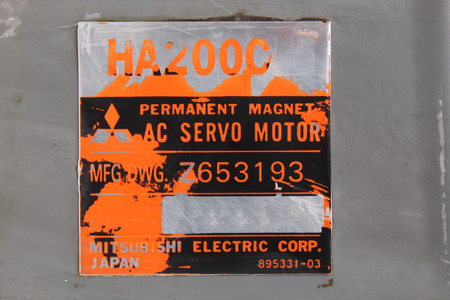 HA200C
PERMANENT MAGNET
AC SERVO MOTOR
MFG.DWG. Z653193
MITSUBISHI ELECTRIC CORP.
JAPAN 895331-03